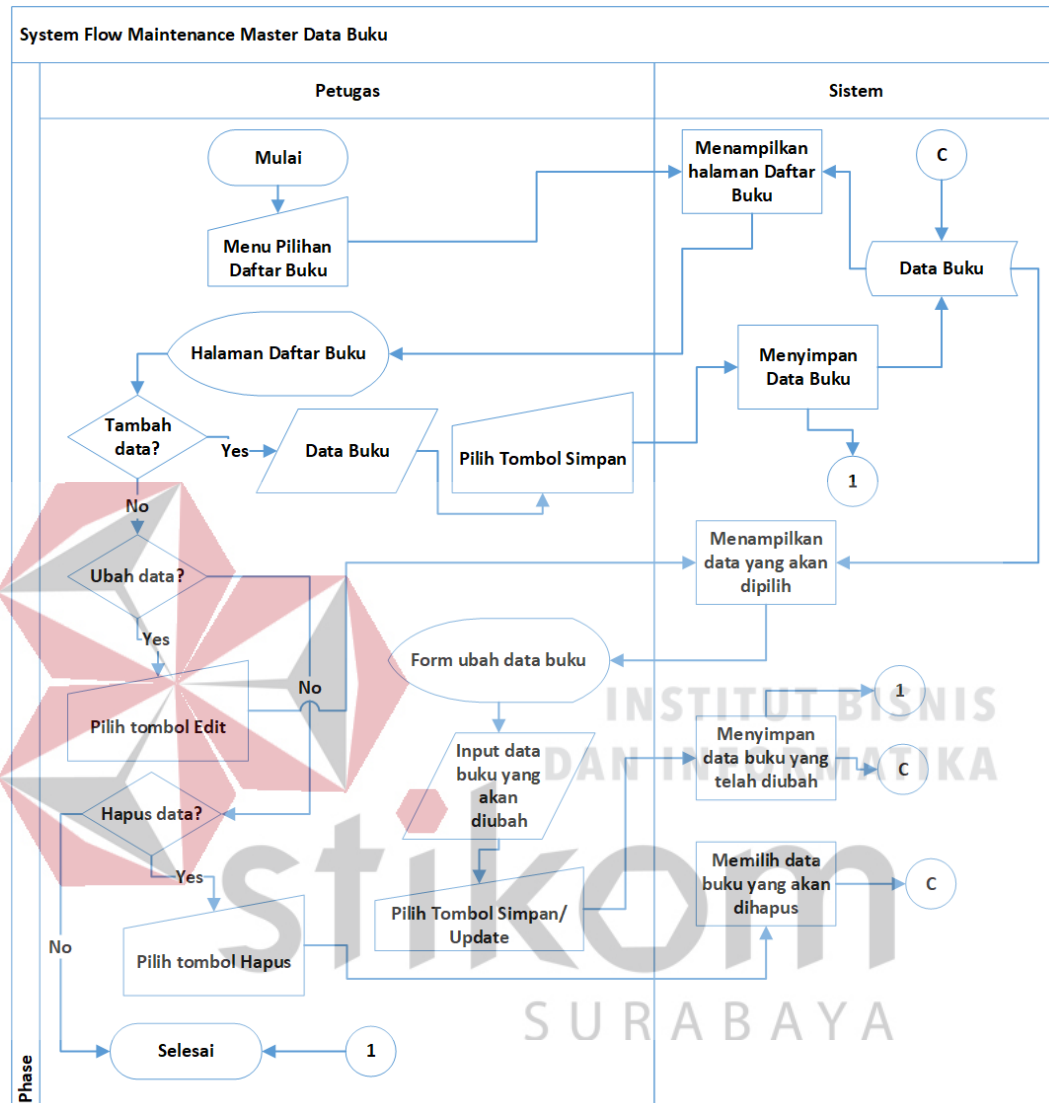 System Flow Maintenance Master Data Buku
Petugas
Sistem
Mulai
Menampilkan
halaman Daftar
Buku
C
Menu Pilihan
Daftar Buku
Data Buku
Halaman Daftar Buku
Menyimpan
Data Buku
Tambah
data?
Yes
Data Buku
Pilih Tombol Simpan
1
No
Menampilkan
data yang akan
dipilih
Ubah data?
Yes
Form ubah data buku
No
1
INSTITUT BISNIS
DAN INFORMATIKA
Pilih tombol Edit
Input data
buku yang
akan
diubah
Menyimpan
data buku yang
telah diubah
C
Hapus data?
Yes
Memilih data
buku yang akan
dihapus
C
stikom
Pilih Tombol Simpan/
Update
No
Pilih tombol Hapus
SURABAYA
Selesai
1
Phase